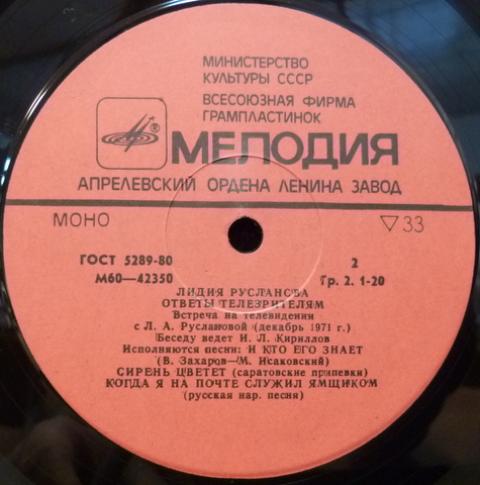 МИНИСТЕРСТВО
КУЛЬТУРЫ СССР
ВСЕСОЮЗНАЯ ФИРМА
ГРАМПЛАСТИНОК
МЕЛОДИЯ
АПРЕЛЕВСКИЙ ОРДЕНА ЛЕНИНА ЗАВОД
МОНО ▽33
ГОСТ 5289-80 2
М60—42350 Гр. 2. 1-20
ЛИДИЯ РУСЛАНОВА
ОТВЕТЫ ТЕЛЕЗРИТЕЛЯМ
Встреча на телевидении
с Л. А. Руслановой (декабрь 1971 г.)
Беседу ведет И. Л. Кириллов
Исполняются песни: И КТО ЕГО ЗНАЕТ
(В. Захаров—М. Исаковский)
СИРЕНЬ ЦВЕТЕТ (саратовские припевки)
КОГДА Я НА ПОЧТЕ СЛУЖИЛ ЯМЩИКОМ
(русская нар. песня)